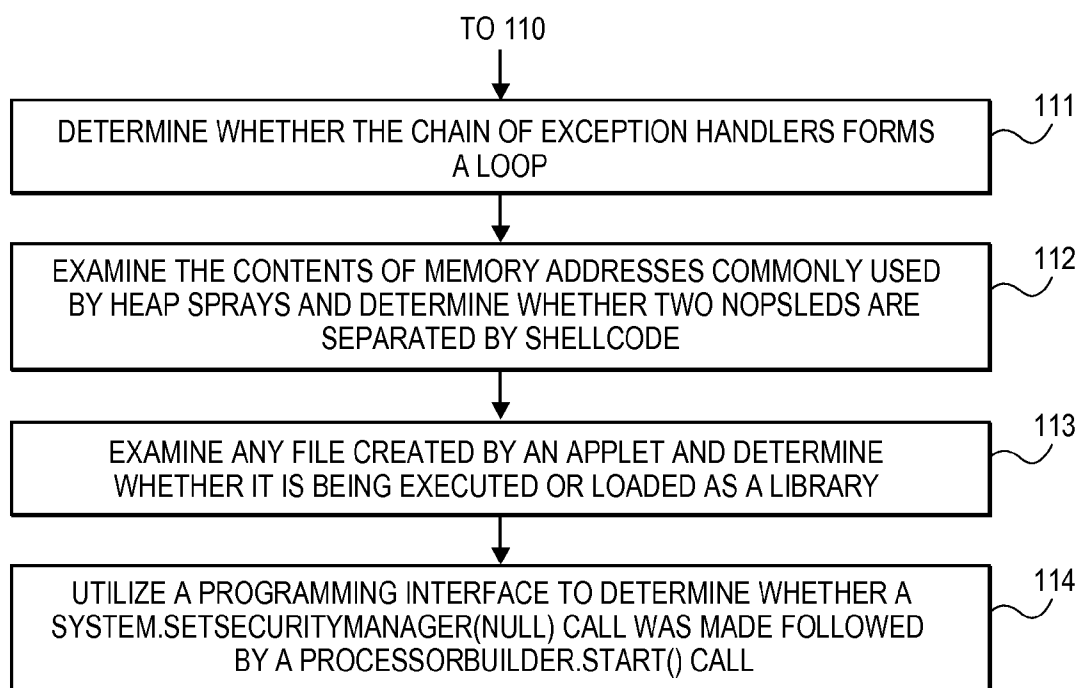 TO 110
DETERMINE WHETHER THE CHAIN OF EXCEPTION HANDLERS FORMS
A LOOP
111
EXAMINE THE CONTENTS OF MEMORY ADDRESSES COMMONLY USED
BY HEAP SPRAYS AND DETERMINE WHETHER TWO NOPSLEDS ARE
SEPARATED BY SHELLCODE
112
EXAMINE ANY FILE CREATED BY AN APPLET AND DETERMINE
WHETHER IT IS BEING EXECUTED OR LOADED AS A LIBRARY
113
UTILIZE A PROGRAMMING INTERFACE TO DETERMINE WHETHER A
SYSTEM.SETSECURITYMANAGER(NULL) CALL WAS MADE FOLLOWED
BY A PROCESSORBUILDER.START() CALL
114